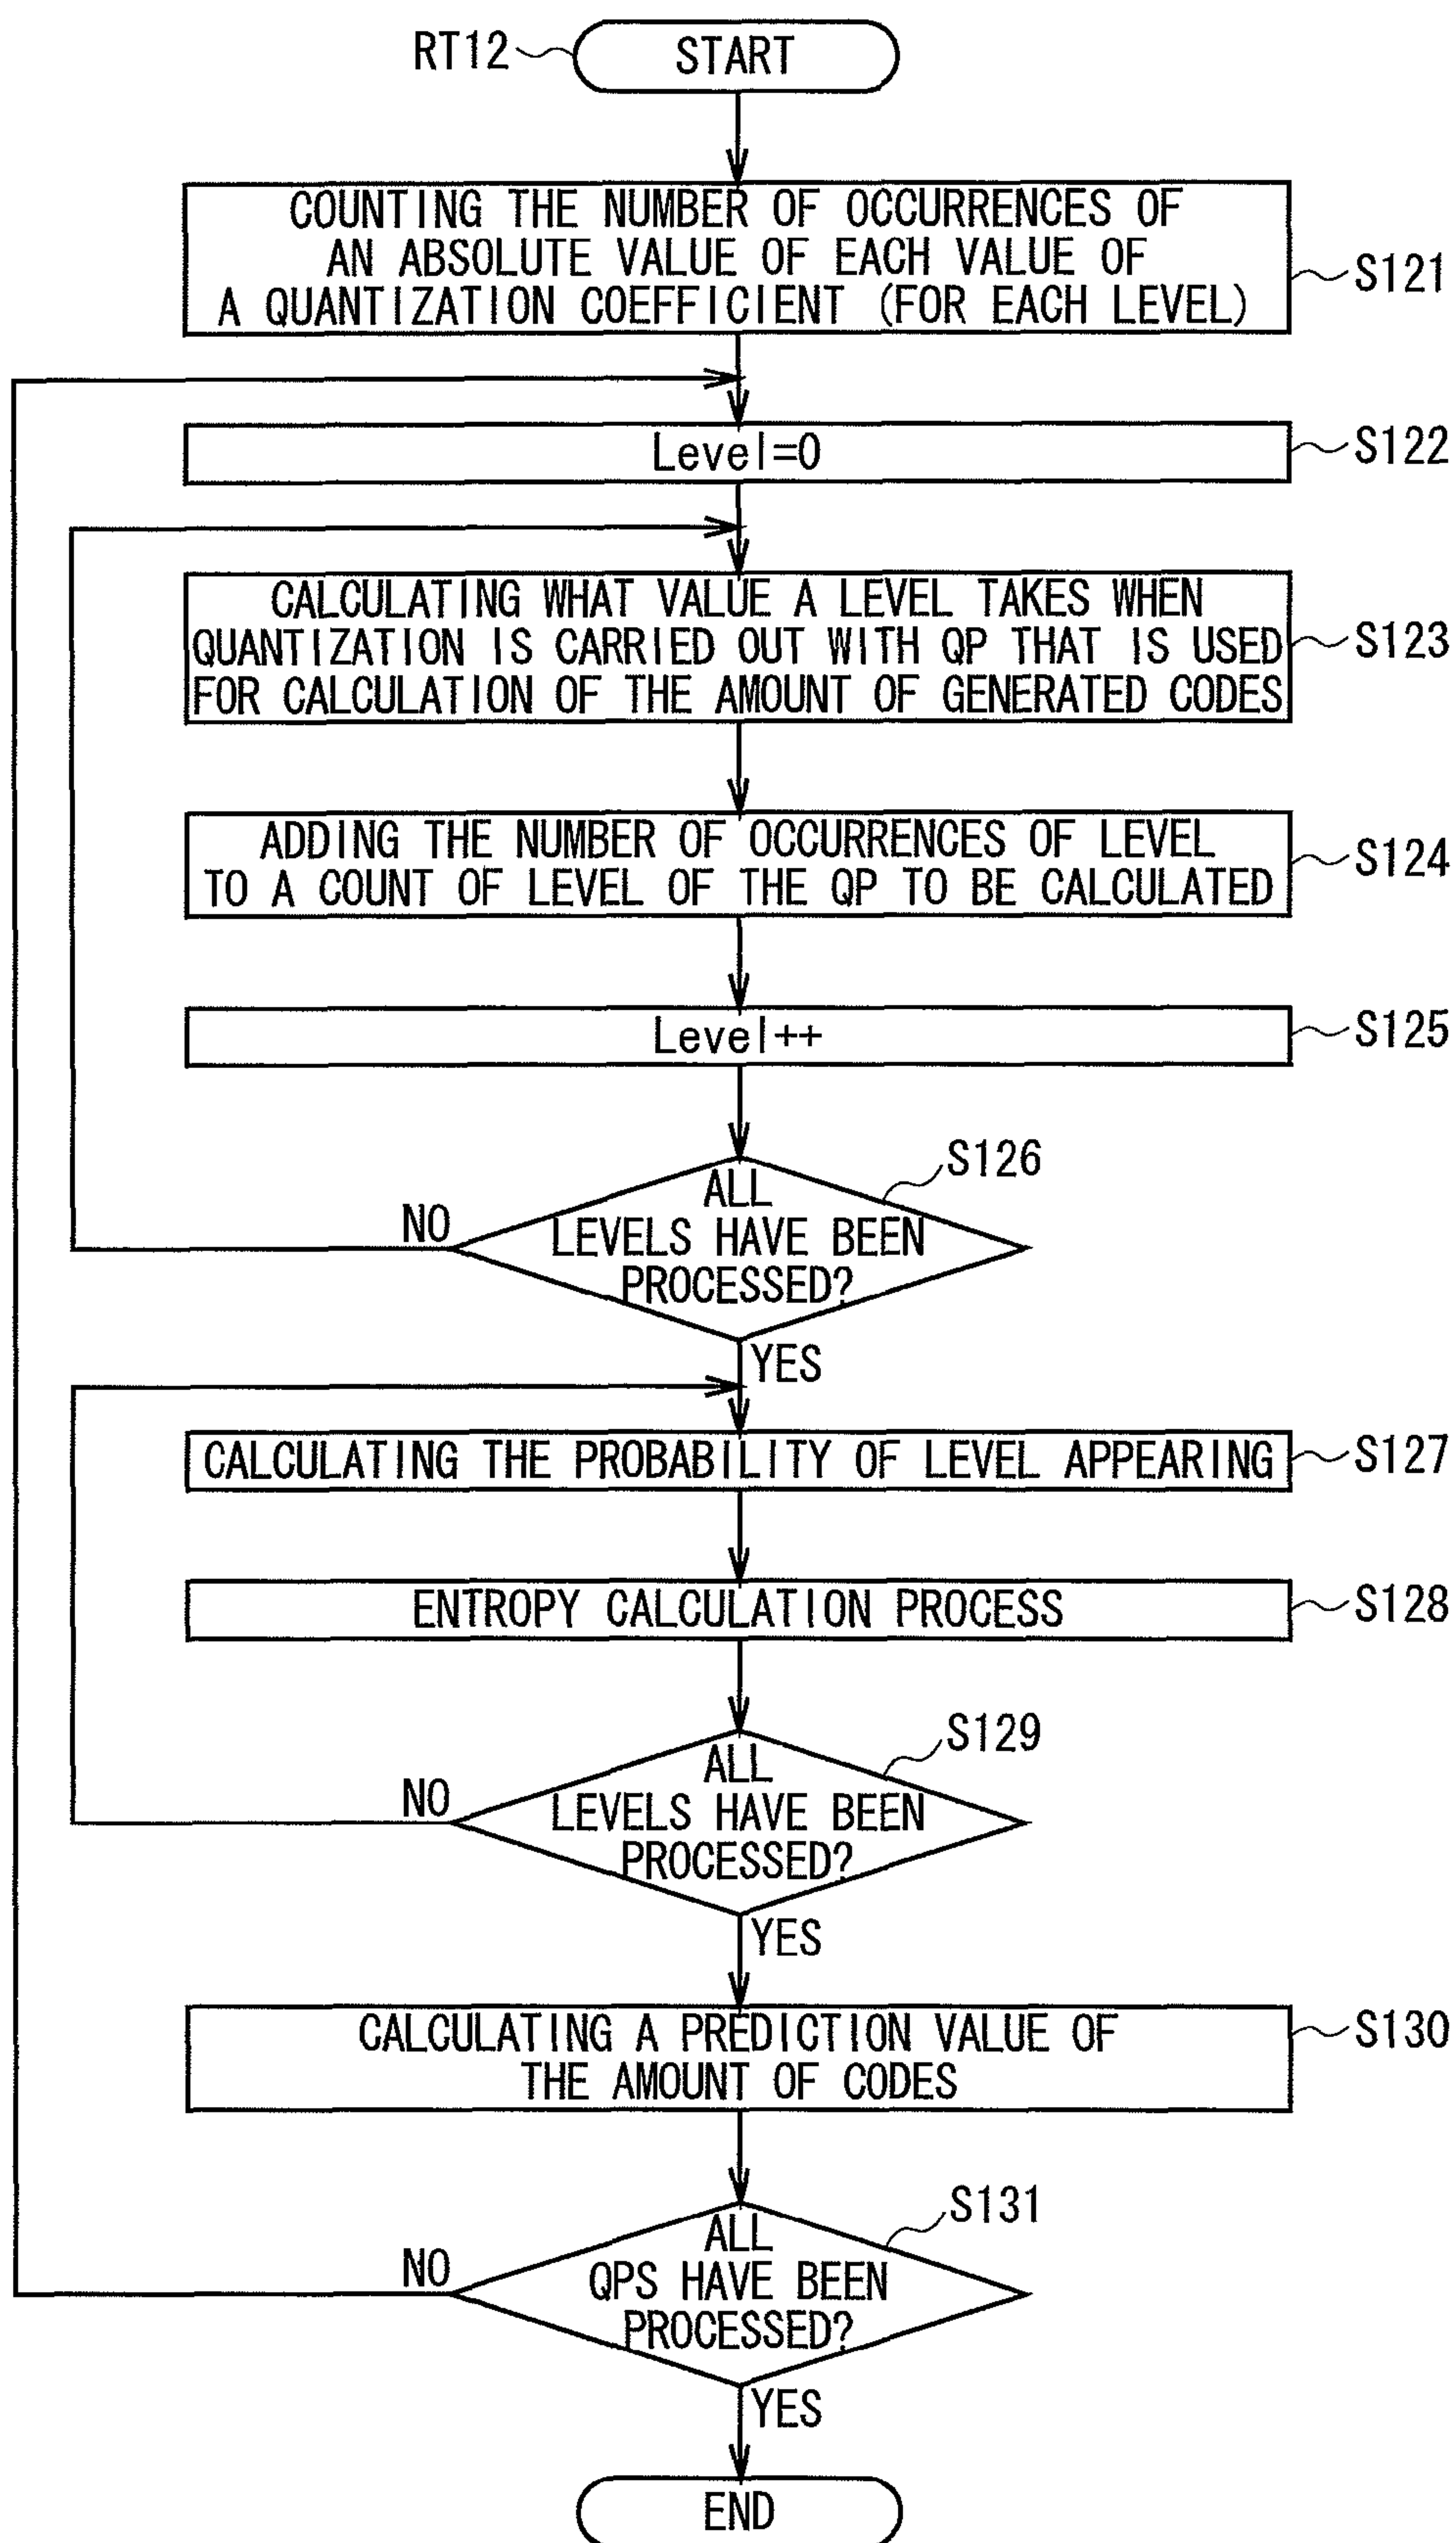 RT12
START
COUNTING THE NUMBER OF OCCURRENCES OF
AN ABSOLUTE VALUE OF EACH VALUE OF
A QUANTIZATION COEFFICIENT (FOR EACH LEVEL)
S121
Level=0
S122
CALCULATING WHAT VALUE A LEVEL TAKES WHEN
QUANTIZATION IS CARRIED OUT WITH QP THAT IS USED
FOR CALCULATION OF THE AMOUNT OF GENERATED CODES
S123
ADDING THE NUMBER OF OCCURRENCES OF LEVEL
TO A COUNT OF LEVEL OF THE QP TO BE CALCULATED
S124
Level++
S125
S126
ALL
LEVELS HAVE BEEN
PROCESSED?
NO
YES
CALCULATING THE PROBABILITY OF LEVEL APPEARING
S127
ENTROPY CALCULATION PROCESS
S128
S129
ALL
LEVELS HAVE BEEN
PROCESSED?
NO
YES
CALCULATING A PREDICTION VALUE OF
THE AMOUNT OF CODES
S130
S131
ALL
QPS HAVE BEEN
PROCESSED?
NO
YES
END